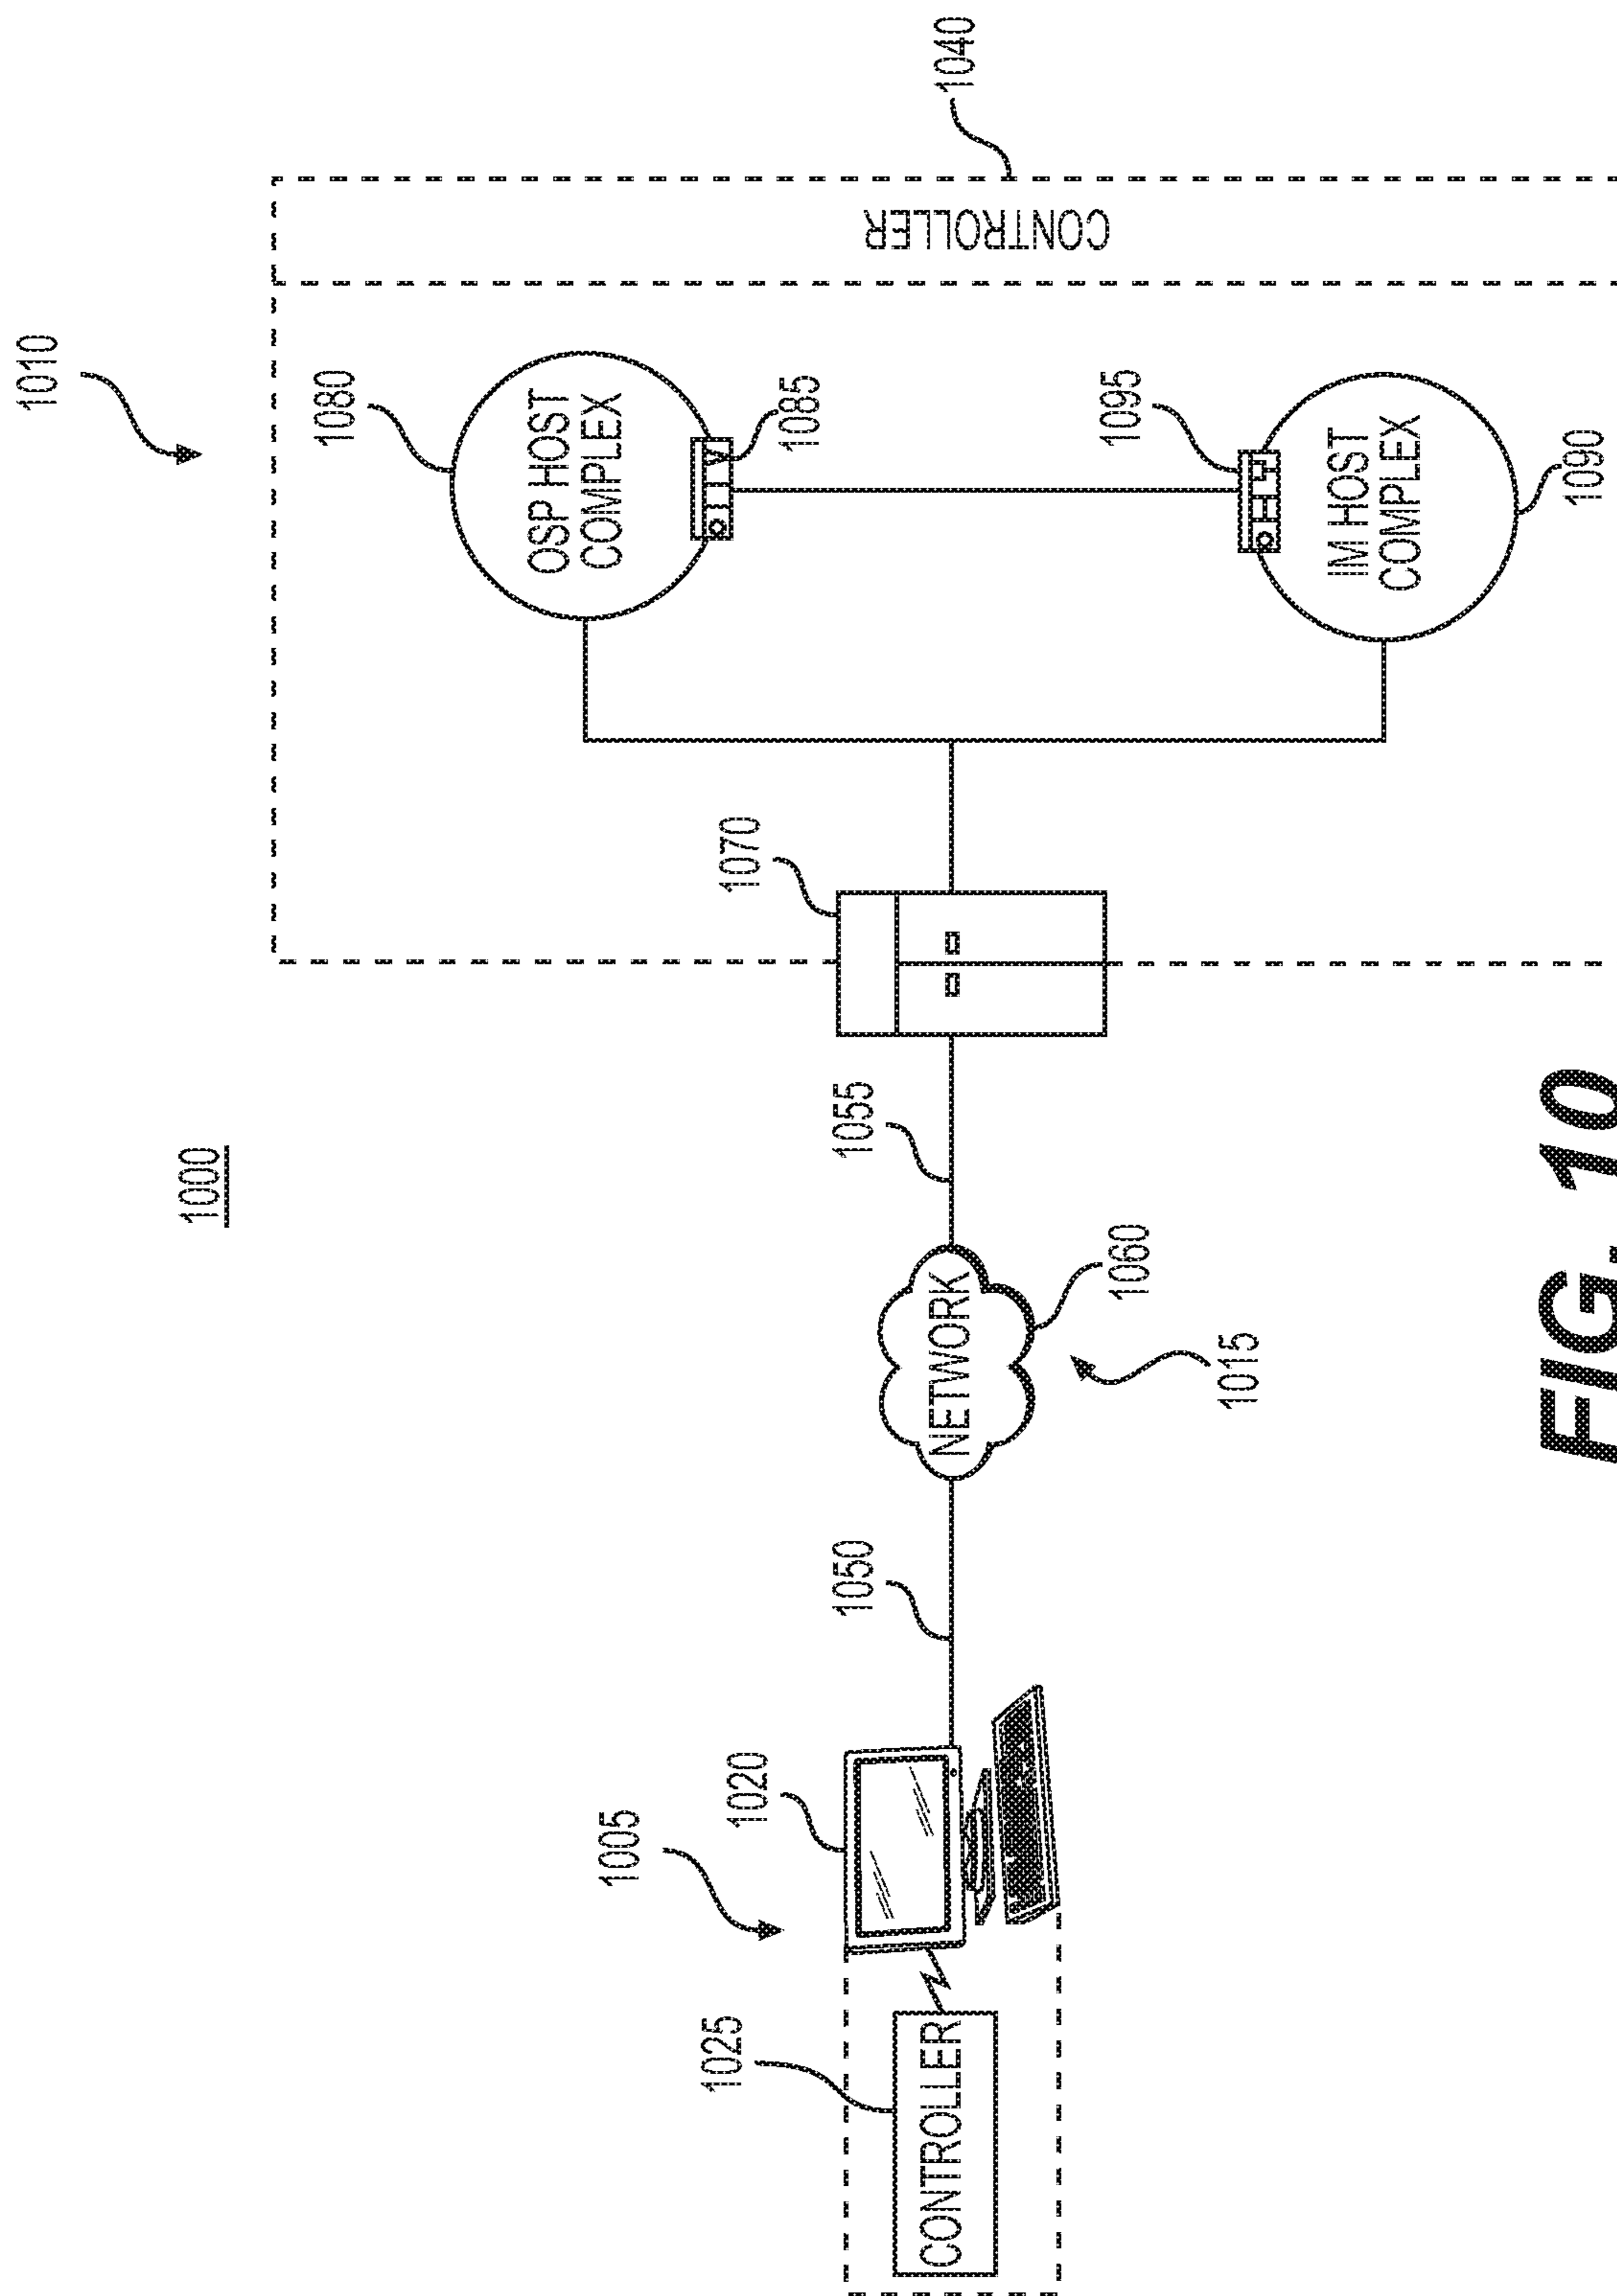 1000
1010
1040
CONTROLLER
1080
OSP HOST
COMPLEX
1085
1095
IM HOST
COMPLEX
1090
1070
1055
NETWORK
1060
1015
1050
1005
1020
1025
CONTROLLER
FIG. 10